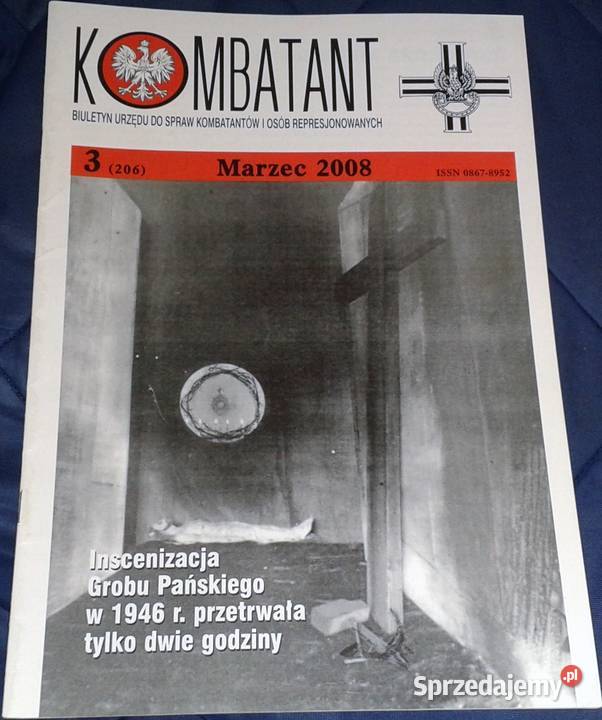 KOMBATANT
BIULETYN URZĘDU DO SPRAW KOMBATANTÓW I OSÓB REPRESJONOWANYCH
3 (206) Marzec 2008 ISSN 0867-8952
Inscenizacja
Grobu Pańskiego
w 1946 r. przetrwała
tylko dwie godziny
Sprzedajemy.pl